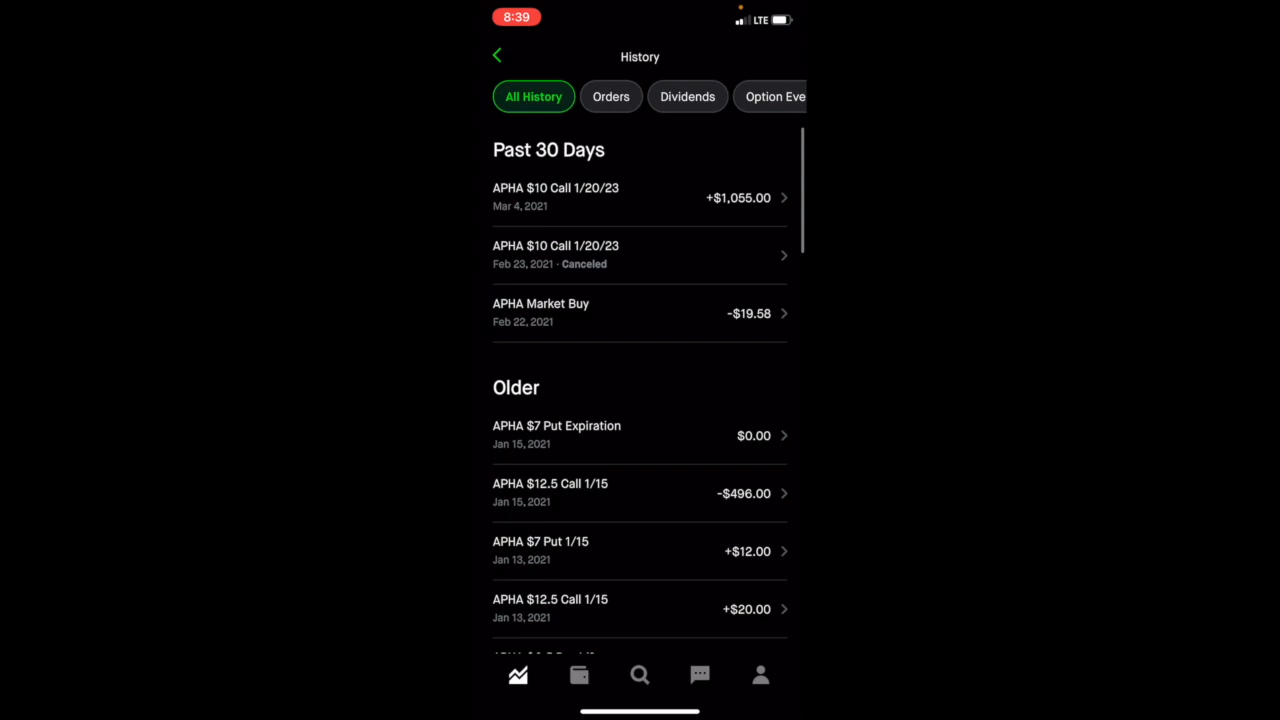 8:39
LTE
History
All History
Orders
Dividends
Option Eve
Past 30 Days
APHA $10 Call 1/20/23
+$1,055.00
Mar 4, 2021
APHA $10 Call 1/20/23
Feb 23, 2021 · Canceled
APHA Market Buy
-$19.58
Feb 22, 2021
Older
APHA $7 Put Expiration
$0.00
Jan 15, 2021
APHA $12.5 Call 1/15
-$496.00
Jan 15, 2021
APHA $7 Put 1/15
+$12.00
Jan 13, 2021
APHA $12.5 Call 1/15
+$20.00
Jan 13, 2021